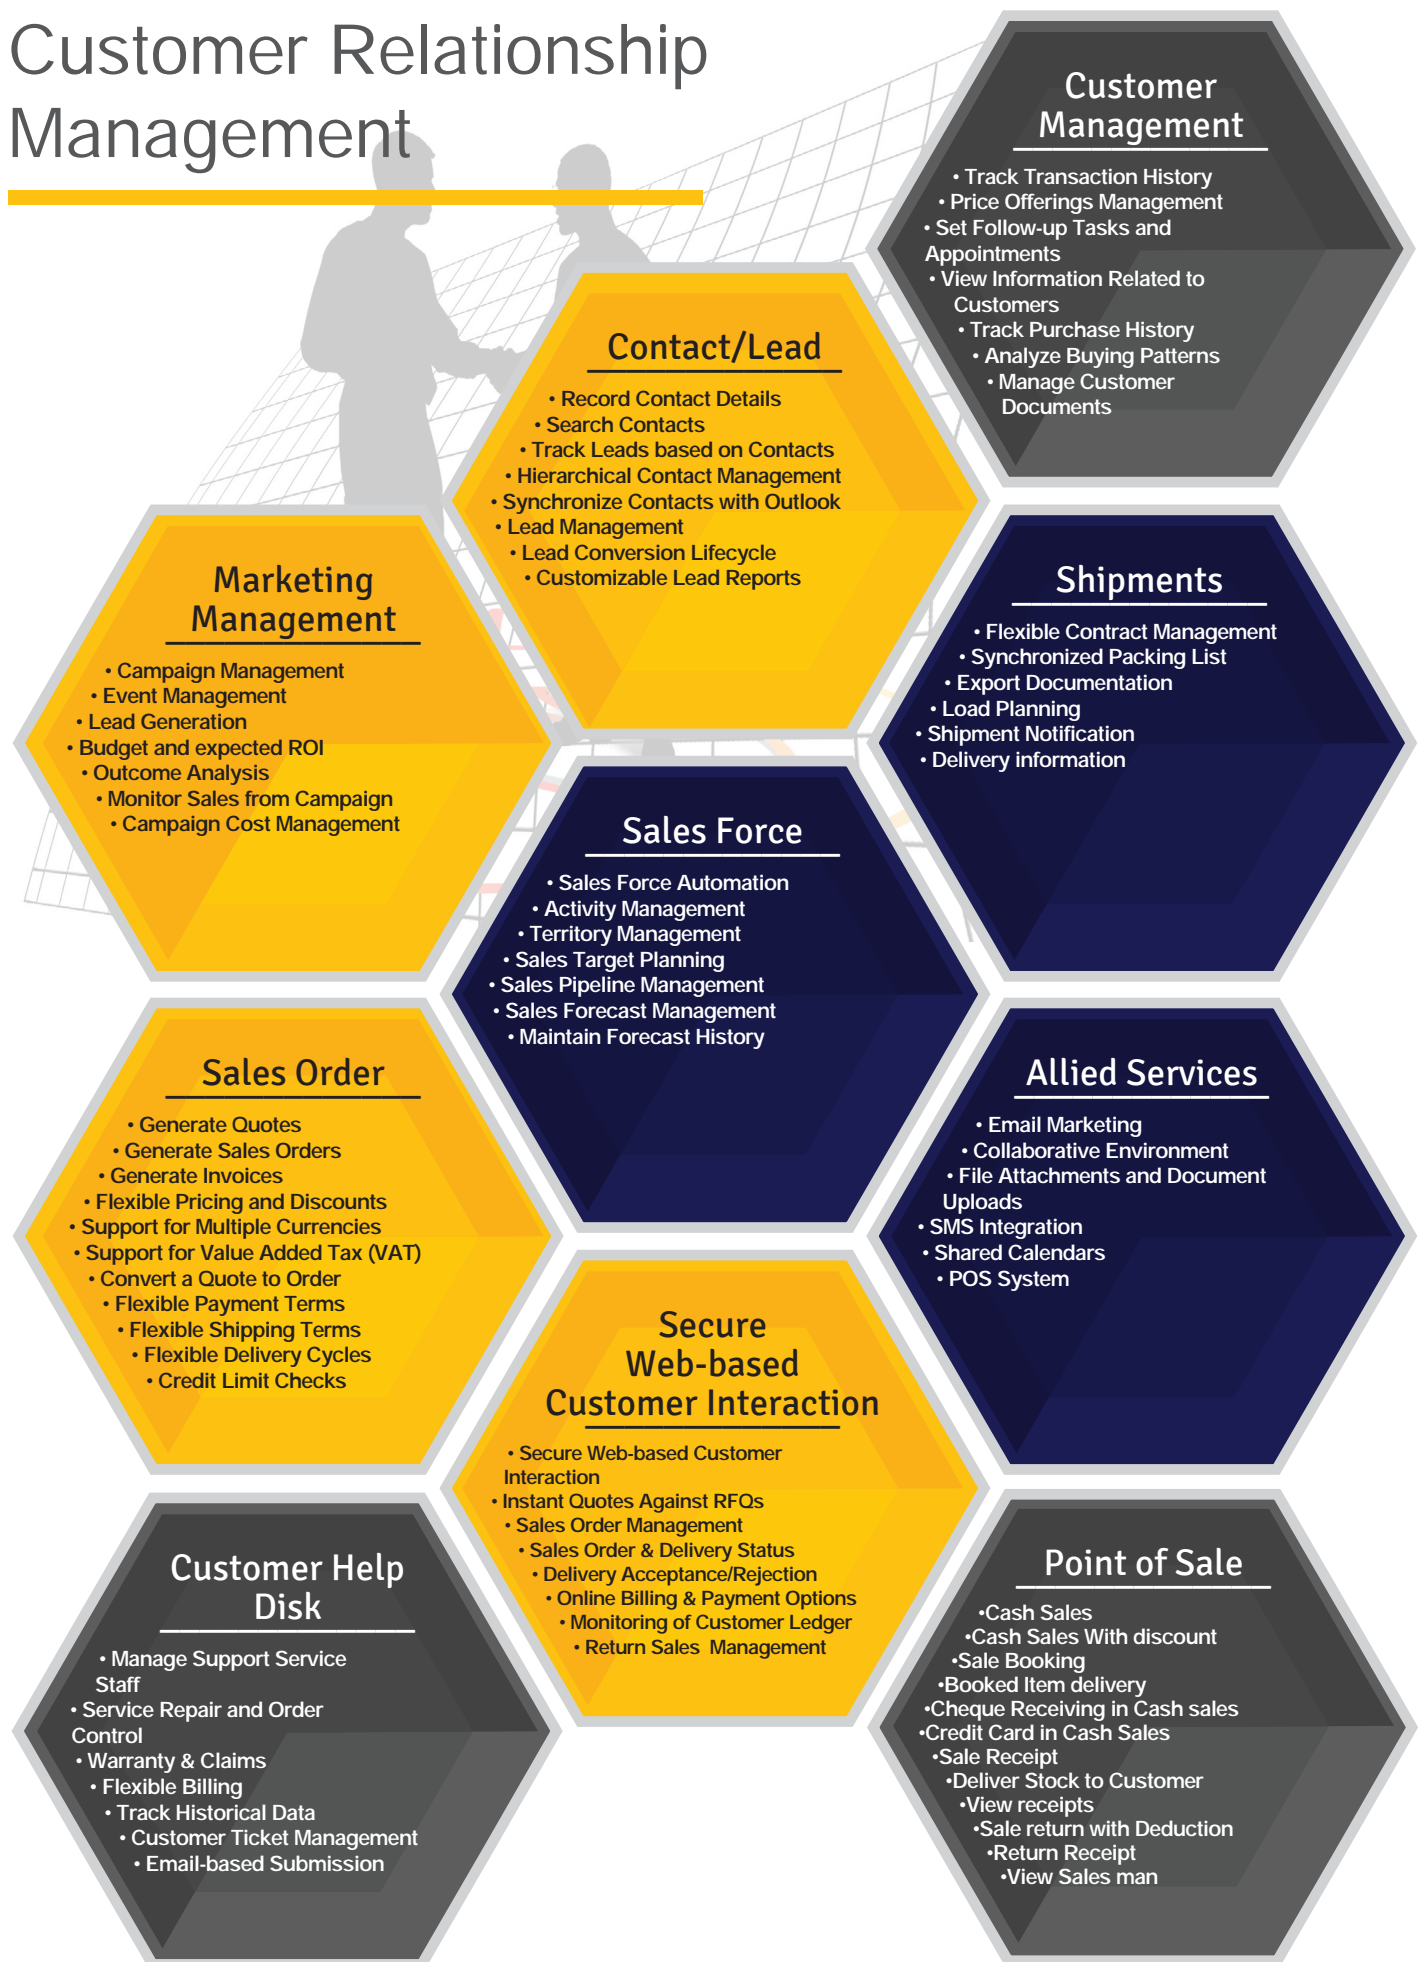 Customer Relationship
Management
Customer
Management
• Track Transaction History
• Price Offerings Management
• Set Follow-up Tasks and
Appointments
• View Information Related to
Customers
• Track Purchase History
• Analyze Buying Patterns
• Manage Customer
Documents
Contact/Lead
• Record Contact Details
• Search Contacts
• Track Leads based on Contacts
• Hierarchical Contact Management
• Synchronize Contacts with Outlook
• Lead Management
• Lead Conversion Lifecycle
• Customizable Lead Reports
Marketing
Management
• Campaign Management
• Event Management
• Lead Generation
• Budget and expected ROI
• Outcome Analysis
• Monitor Sales from Campaign
• Campaign Cost Management
Shipments
• Flexible Contract Management
• Synchronized Packing List
• Export Documentation
• Load Planning
• Shipment Notification
• Delivery information
Sales Force
• Sales Force Automation
• Activity Management
• Territory Management
• Sales Target Planning
• Sales Pipeline Management
• Sales Forecast Management
• Maintain Forecast History
Sales Order
• Generate Quotes
• Generate Sales Orders
• Generate Invoices
• Flexible Pricing and Discounts
• Support for Multiple Currencies
• Support for Value Added Tax (VAT)
• Convert a Quote to Order
• Flexible Payment Terms
• Flexible Shipping Terms
• Flexible Delivery Cycles
• Credit Limit Checks
Allied Services
• Email Marketing
• Collaborative Environment
• File Attachments and Document
Uploads
• SMS Integration
• Shared Calendars
• POS System
Secure
Web-based
Customer Interaction
• Secure Web-based Customer
Interaction
• Instant Quotes Against RFQs
• Sales Order Management
• Sales Order & Delivery Status
• Delivery Acceptance/Rejection
• Online Billing & Payment Options
• Monitoring of Customer Ledger
• Return Sales Management
Customer Help
Disk
• Manage Support Service
Staff
• Service Repair and Order
Control
• Warranty & Claims
• Flexible Billing
• Track Historical Data
• Customer Ticket Management
• Email-based Submission
Point of Sale
•Cash Sales
•Cash Sales With discount
•Sale Booking
•Booked Item delivery
•Cheque Receiving in Cash sales
•Credit Card in Cash Sales
•Sale Receipt
•Deliver Stock to Customer
•View receipts
•Sale return with Deduction
•Return Receipt
•View Sales man